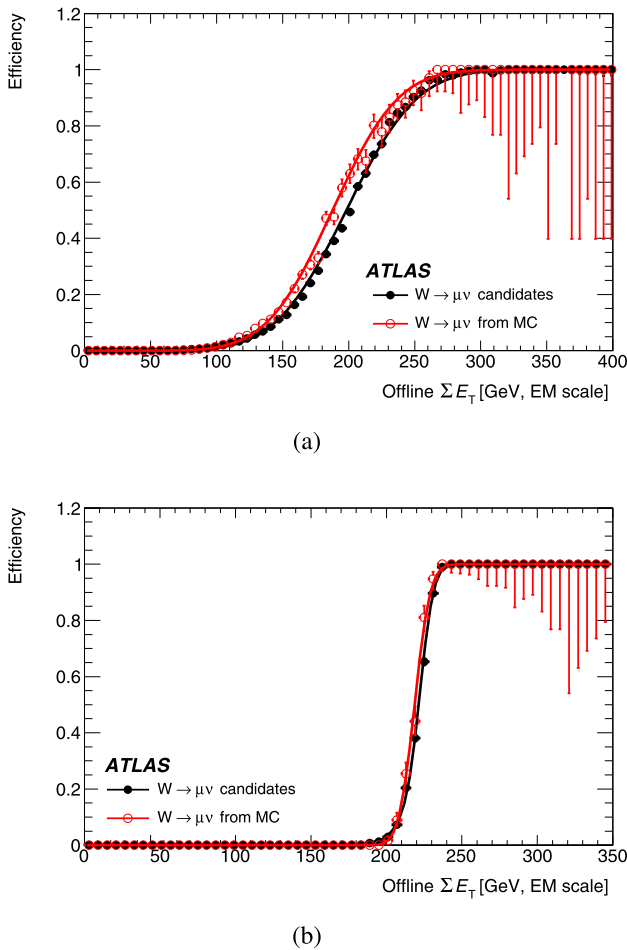 1.2
Efficiency
1
0.8
0.6
0.4
0.2
0
ATLAS
W → μν candidates
W → μν from MC
0 50 100 150 200 250 300 350 400
Offline Σ E_T [GeV, EM scale]
(a)
1.2
Efficiency
1
0.8
0.6
0.4
0.2
0
ATLAS
W → μν candidates
W → μν from MC
0 50 100 150 200 250 300 350
Offline Σ E_T [GeV, EM scale]
(b)